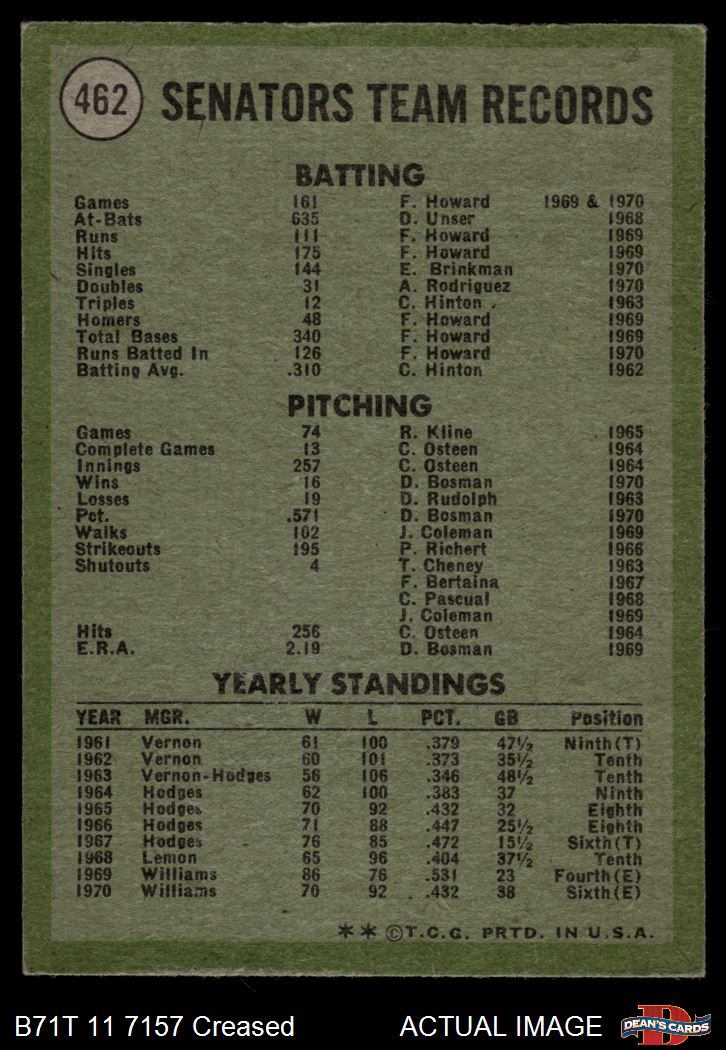 462 SENATORS TEAM RECORDS
BATTING
Games 161 F. Howard 1969 & 1970
At-Bats 635 D. Unser 1968
Runs 111 F. Howard 1969
Hits 175 F. Howard 1969
Singles 144 E. Brinkman 1970
Doubles 31 A. Rodriguez 1970
Triples 12 C. Hinton 1963
Homers 48 F. Howard 1969
Total Bases 340 F. Howard 1969
Runs Batted In 126 F. Howard 1970
Batting Avg. .310 C. Hinton 1962
PITCHING
Games 74 R. Kline 1965
Complete Games 13 C. Osteen 1964
Innings 257 C. Osteen 1964
Wins 16 D. Bosman 1970
Losses 19 D. Rudolph 1963
Pct. .571 D. Bosman 1970
Walks 102 J. Coleman 1969
Strikeouts 195 P. Richert 1966
Shutouts 4 T. Cheney 1963
F. Bertaina 1967
C. Pascual 1968
J. Coleman 1969
Hits 256 C. Osteen 1964
E.R.A. 2.19 D. Bosman 1969
YEARLY STANDINGS
YEAR MGR. W L PCT. GB Position
1961 Vernon 61 100 .379 47½ Ninth(T)
1962 Vernon 60 101 .373 35½ Tenth
1963 Vernon-Hodges 56 106 .346 48½ Tenth
1964 Hodges 62 100 .383 37 Ninth
1965 Hodges 70 92 .432 32 Eighth
1966 Hodges 71 88 .447 25½ Eighth
1967 Hodges 76 85 .472 15½ Sixth(T)
1968 Lemon 65 96 .404 37½ Tenth
1969 Williams 86 76 .531 23 Fourth(E)
1970 Williams 70 92 .432 38 Sixth(E)
** ©T.C.G. PRTD. IN U.S.A.
B71T 11 7157 Creased ACTUAL IMAGE D DEAN'S CARDS